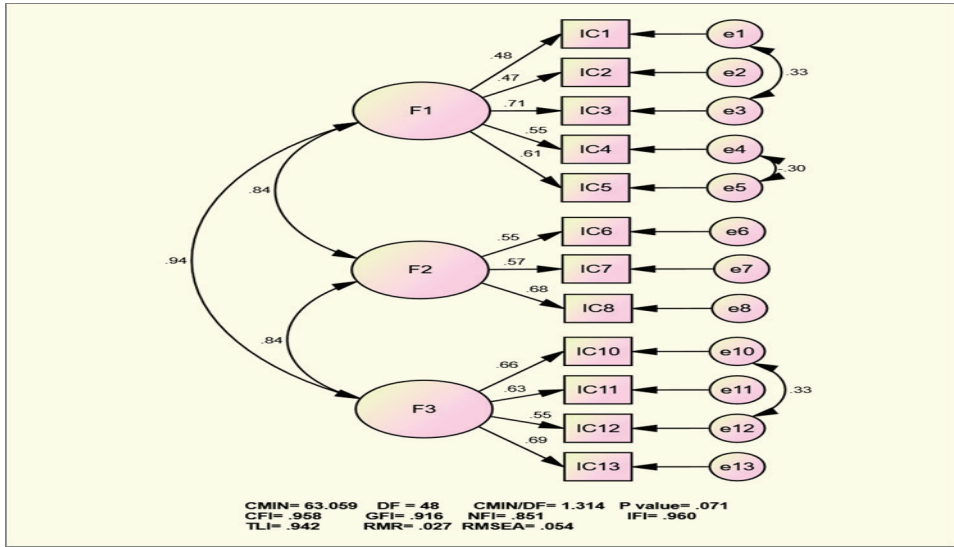 IC1
e1
.48
IC2
e2
.33
.47
F1
.71
IC3
e3
.55
IC4
e4
.61
-.30
IC5
e5
.84
IC6
e6
.55
.94
F2
.57
IC7
e7
.68
IC8
e8
.84
IC10
e10
.66
.63
IC11
e11
.33
F3
.55
IC12
e12
.69
IC13
e13
CMIN= 63.059 DF = 48 CMIN/DF= 1.314 P value= .071
CFI= .958 GFI= .916 NFI= .851 IFI= .960
TLI= .942 RMR= .027 RMSEA= .054